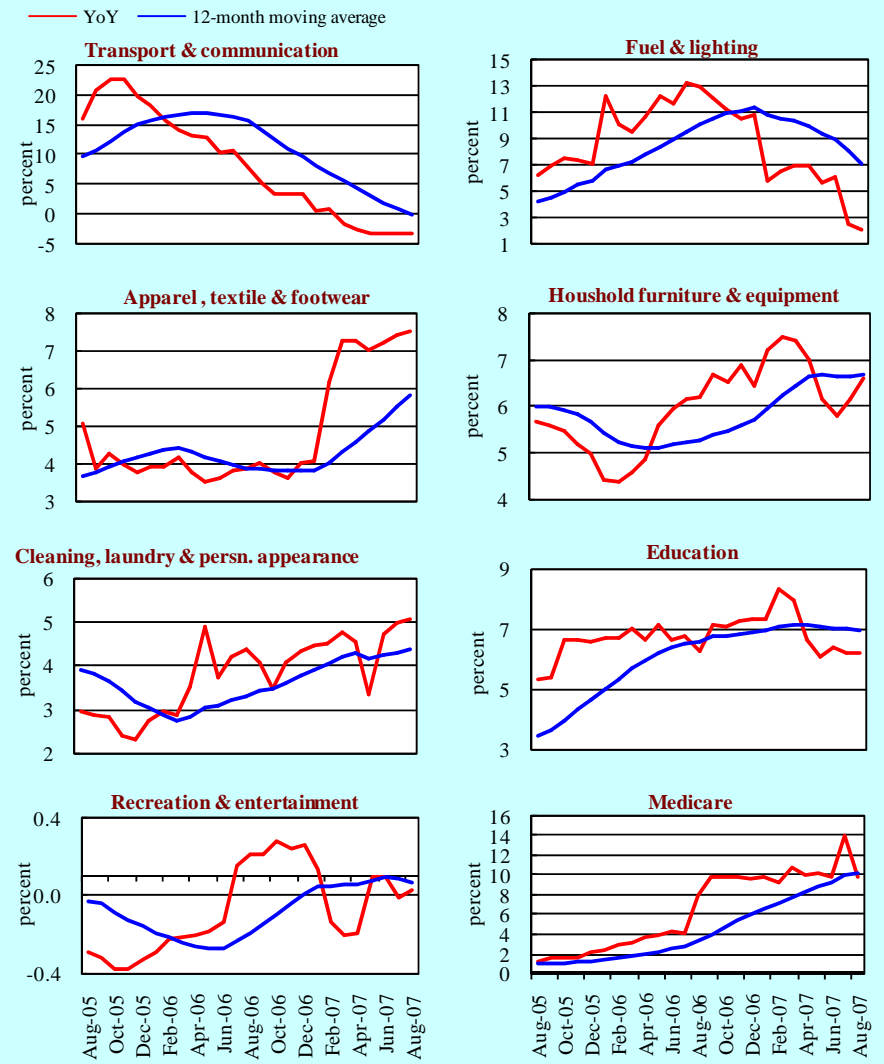 YoY 12-month moving average
Transport & communication
percent
25
20
15
10
5
0
-5
Fuel & lighting
percent
15
13
11
9
7
5
3
1
Apparel , textile & footwear
percent
8
7
6
5
4
3
Houshold furniture & equipment
percent
8
7
6
5
4
Cleaning, laundry & persn. appearance
percent
6
5
4
3
2
Education
percent
9
7
5
3
Recreation & entertainment
percent
0.4
0.0
-0.4
Aug-05 Oct-05 Dec-05 Feb-06 Apr-06 Jun-06 Aug-06 Oct-06 Dec-06 Feb-07 Apr-07 Jun-07 Aug-07
Medicare
percent
16
14
12
10
8
6
4
2
0
Aug-05 Oct-05 Dec-05 Feb-06 Apr-06 Jun-06 Aug-06 Oct-06 Dec-06 Feb-07 Apr-07 Jun-07 Aug-07